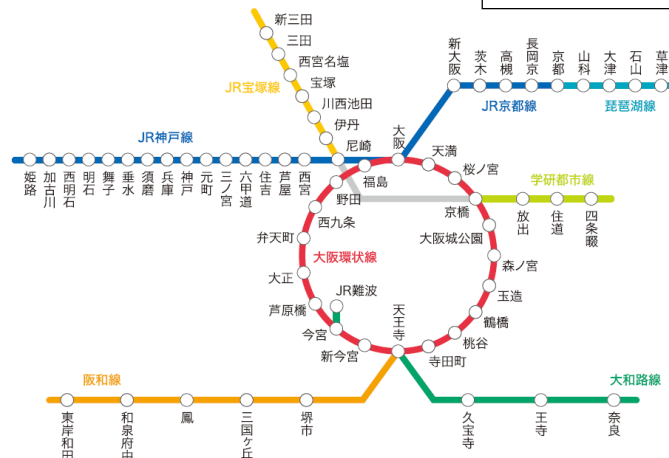 新三田
三田
西宮名塩
宝塚
川西池田
伊丹
尼崎
JR宝塚線
新大阪
茨木
高槻
長岡京
京都
山科
大津
石山
草津
JR京都線
琵琶湖線
JR神戸線
姫路
加古川
西明石
明石
舞子
垂水
須磨
兵庫
神戸
元町
三ノ宮
六甲道
住吉
芦屋
西宮
大阪
天満
桜ノ宮
京橋
学研都市線
放出
住道
四条畷
福島
野田
西九条
弁天町
大正
芦原橋
今宮
新今宮
JR難波
大阪環状線
大阪城公園
森ノ宮
玉造
鶴橋
桃谷
寺田町
天王寺
阪和線
東岸和田
和泉府中
鳳
三国ヶ丘
堺市
大和路線
久宝寺
王寺
奈良